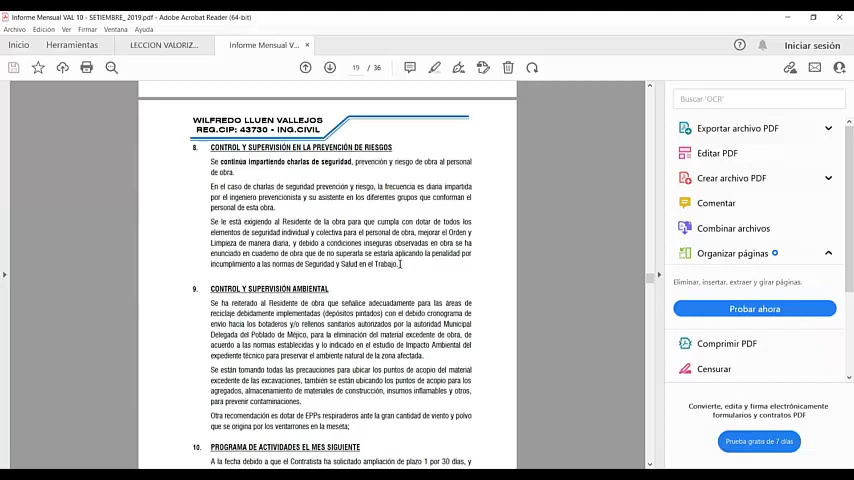 Informe Mensual VAL 10 - SETIEMBRE_ 2019.pdf - Adobe Acrobat Reader (64-bit)
Archivo Edición Ver Firmar Ventana Ayuda
Inicio Herramientas LECCION VALORIZ... Informe Mensual V... × Iniciar sesión
19 / 36
WILFREDO LLUEN VALLEJOS
REG.CIP: 43730 - ING.CIVIL
8. CONTROL Y SUPERVISIÓN EN LA PREVENCIÓN DE RIESGOS
Se continúa impartiendo charlas de seguridad, prevención y riesgo de obra al personal
de obra.
En el caso de charlas de seguridad prevención y riesgo, la frecuencia es diaria impartida
por el ingeniero prevencionista y su asistente en los diferentes grupos que conforman el
personal de esta obra.
Se le está exigiendo al Residente de la obra para que cumpla con dotar de todos los
elementos de seguridad individual y colectiva para el personal de obra, mejorar el Orden y
Limpieza de manera diaria, y debido a condiciones inseguras observadas en obra se ha
enunciado en cuaderno de obra que de no superarla se estaría aplicando la penalidad por
incumplimiento a las normas de Seguridad y Salud en el Trabajo.
9. CONTROL Y SUPERVISIÓN AMBIENTAL
Se ha reiterado al Residente de obra que señalice adecuadamente para las áreas de
reciclaje debidamente implementadas (depósitos pintados) con el debido cronograma de
envío hacia los botaderos y/o rellenos sanitarios autorizados por la autoridad Municipal
Delegada del Poblado de Méjico, para la eliminación del material excedente de obra, de
acuerdo a las normas establecidas y lo indicado en el estudio de Impacto Ambiental del
expediente técnico para preservar el ambiente natural de la zona afectada.
Se están tomando todas las precauciones para ubicar los puntos de acopio del material
excedente de las excavaciones, también se están ubicando los puntos de acopio para los
agregados, almacenamiento de materiales de construcción, insumos inflamables y otros,
para prevenir contaminaciones.
Otra recomendación es dotar de EPPs respiraderos ante la gran cantidad de viento y polvo
que se origina por los ventarrones en la meseta;
10. PROGRAMA DE ACTIVIDADES EL MES SIGUIENTE
A la fecha debido a que el Contratista ha solicitado ampliación de plazo 1 por 30 días, y
Buscar 'OCR'
Exportar archivo PDF
Editar PDF
Crear archivo PDF
Comentar
Combinar archivos
Organizar páginas
Eliminar, insertar, extraer y girar páginas.
Probar ahora
Comprimir PDF
Censurar
Convierte, edita y firma electrónicamente
formularios y contratos PDF
Prueba gratis de 7 días